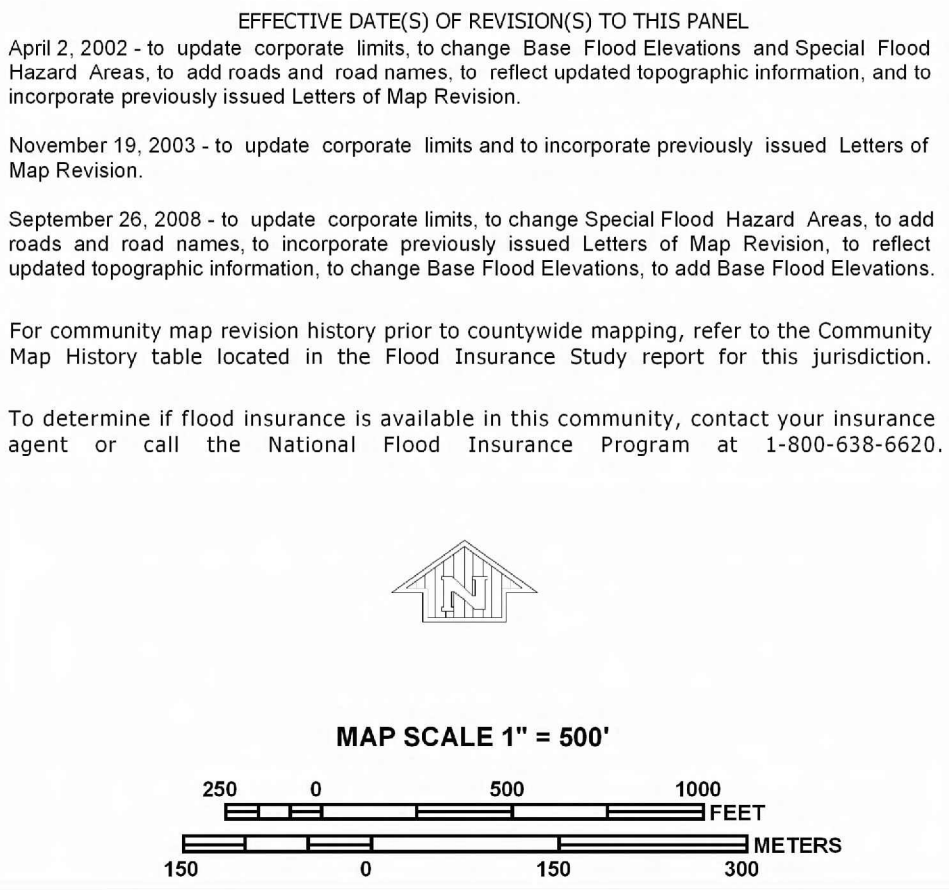 EFFECTIVE DATE(S) OF REVISION(S) TO THIS PANEL
April 2, 2002 - to update corporate limits, to change Base Flood Elevations and Special Flood
Hazard Areas, to add roads and road names, to reflect updated topographic information, and to
incorporate previously issued Letters of Map Revision.
November 19, 2003 - to update corporate limits and to incorporate previously issued Letters of
Map Revision.
September 26, 2008 - to update corporate limits, to change Special Flood Hazard Areas, to add
roads and road names, to incorporate previously issued Letters of Map Revision, to reflect
updated topographic information, to change Base Flood Elevations, to add Base Flood Elevations.
For community map revision history prior to countywide mapping, refer to the Community
Map History table located in the Flood Insurance Study report for this jurisdiction.
To determine if flood insurance is available in this community, contact your insurance
agent or call the National Flood Insurance Program at 1-800-638-6620.
N
MAP SCALE 1" = 500'
250 0 500 1000
FEET
METERS
150 0 150 300